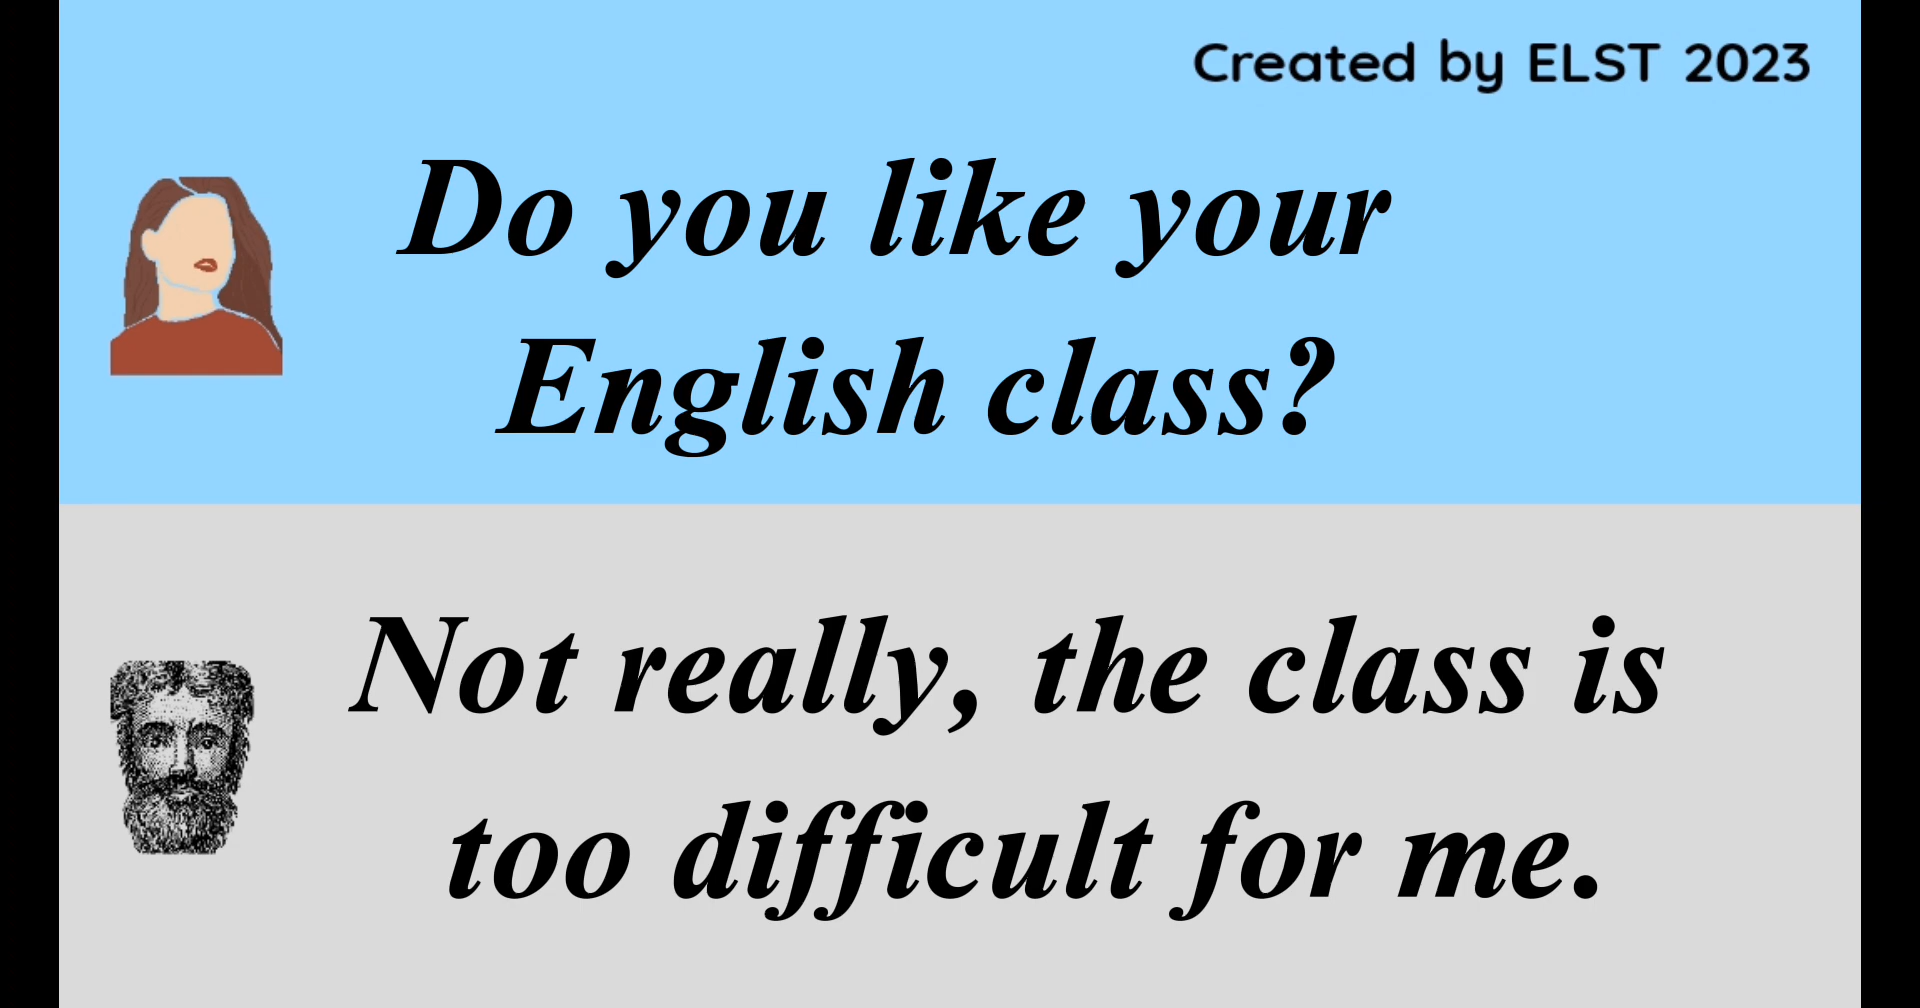 Created by ELST 2023
Do you like your
English class?
Not really, the class is
too difficult for me.